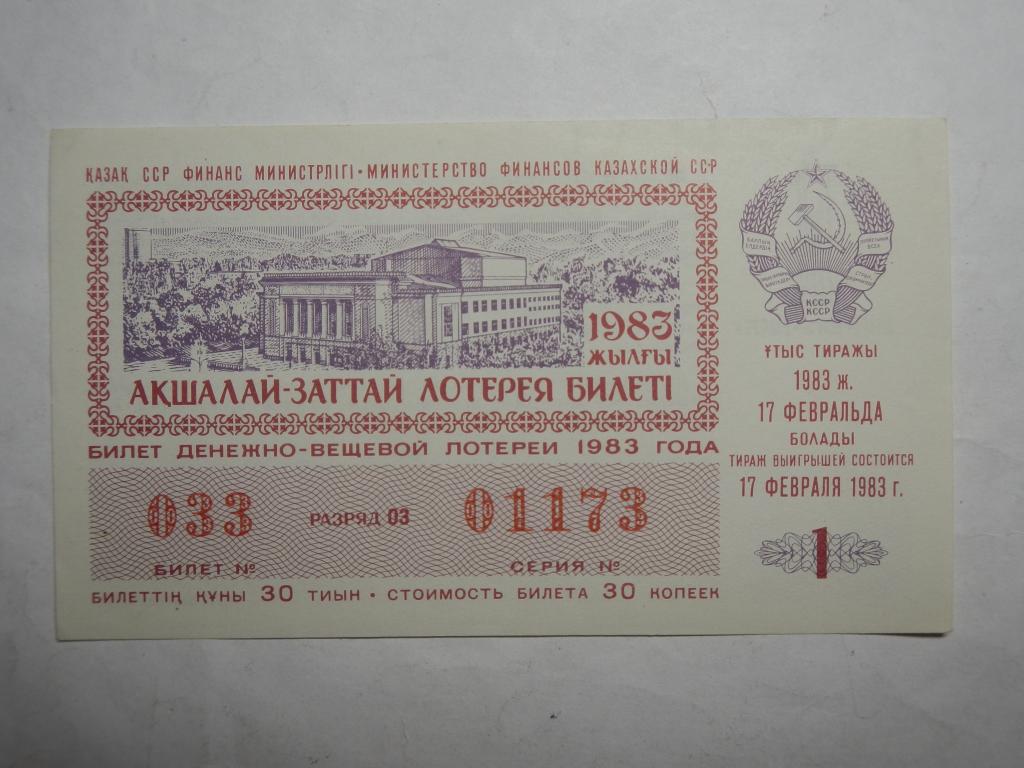 ҚАЗАҚ ССР ФИНАНС МИНИСТРЛІГІ • МИНИСТЕРСТВО ФИНАНСОВ КАЗАХСКОЙ ССР
1983
ЖЫЛҒЫ
АҚШАЛАЙ-ЗАТТАЙ ЛОТЕРЕЯ БИЛЕТІ
БИЛЕТ ДЕНЕЖНО-ВЕЩЕВОЙ ЛОТЕРЕИ 1983 ГОДА
033 РАЗРЯД 03 01173
БИЛЕТ № СЕРИЯ №
БИЛЕТТІҢ ҚҰНЫ 30 ТИЫН • СТОИМОСТЬ БИЛЕТА 30 КОПЕЕК
КССР
КССР
ҰТЫС ТИРАЖЫ
1983 ж.
17 ФЕВРАЛЬДА
БОЛАДЫ
ТИРАЖ ВЫИГРЫШЕЙ СОСТОИТСЯ
17 ФЕВРАЛЯ 1983 г.
1